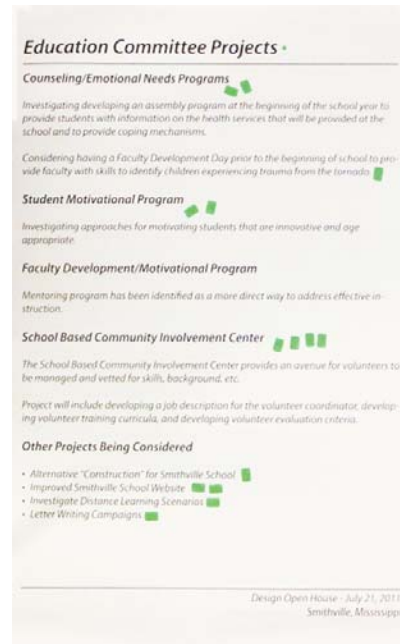 Education Committee Projects
Counseling/Emotional Needs Programs
Investigating developing an assembly program at the beginning of the school year to
provide students with information on the health services that will be provided at the
school and to provide coping mechanisms.
Considering having a Faculty Development Day prior to the beginning of school to pro-
vide faculty with skills to identify children experiencing trauma from the tornado.
Student Motivational Program
Investigating approaches for motivating students that are innovative and age
appropriate.
Faculty Development/Motivational Program
Mentoring program has been identified as a more direct way to address effective in-
struction.
School Based Community Involvement Center
The School Based Community Involvement Center provides an avenue for volunteers to
be managed and vetted for skills, background, etc.
Project will include developing a job description for the volunteer coordinator, develop-
ing volunteer training curricula, and developing volunteer evaluation criteria.
Other Projects Being Considered
• Alternative "Construction" for Smithville School
• Improved Smithville School Website
• Investigate Distance Learning Scenarios
• Letter Writing Campaigns
Design Open House - July 21, 2011
Smithville, Mississippi